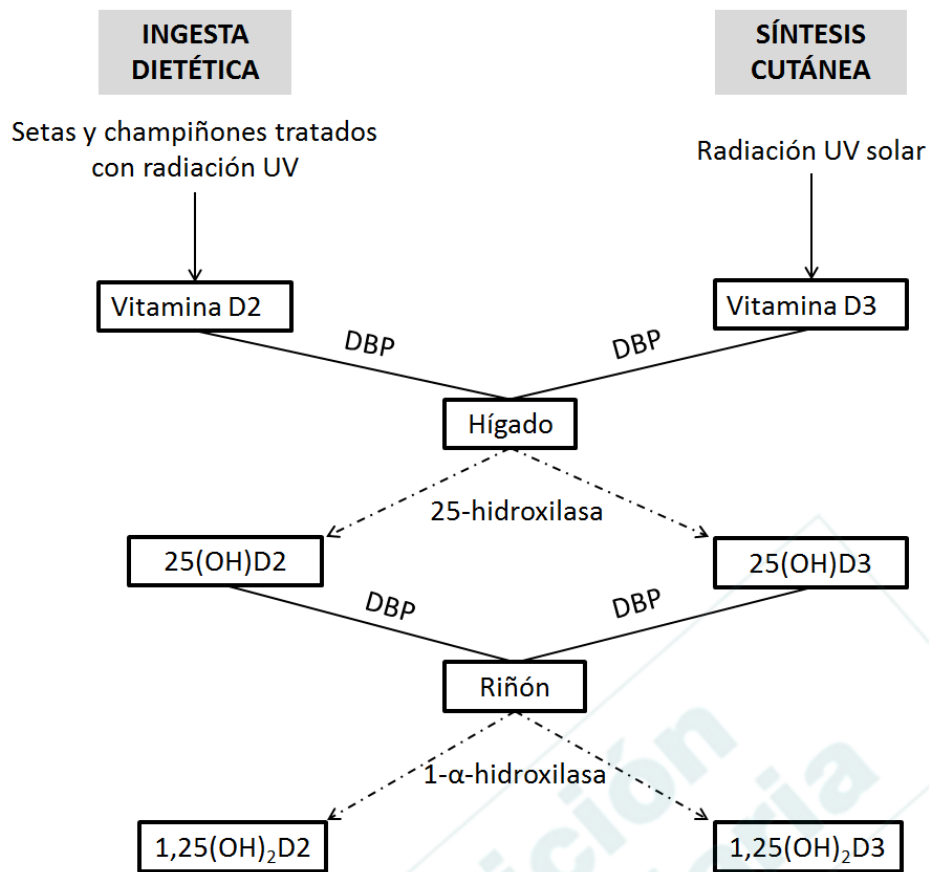 INGESTA
DIETÉTICA
SÍNTESIS
CUTÁNEA
Setas y champiñones tratados
con radiación UV
Radiación UV solar
Vitamina D2
Vitamina D3
DBP
DBP
Hígado
25-hidroxilasa
25(OH)D2
25(OH)D3
DBP
DBP
Riñón
1-α-hidroxilasa
1,25(OH)₂D2
1,25(OH)₂D3